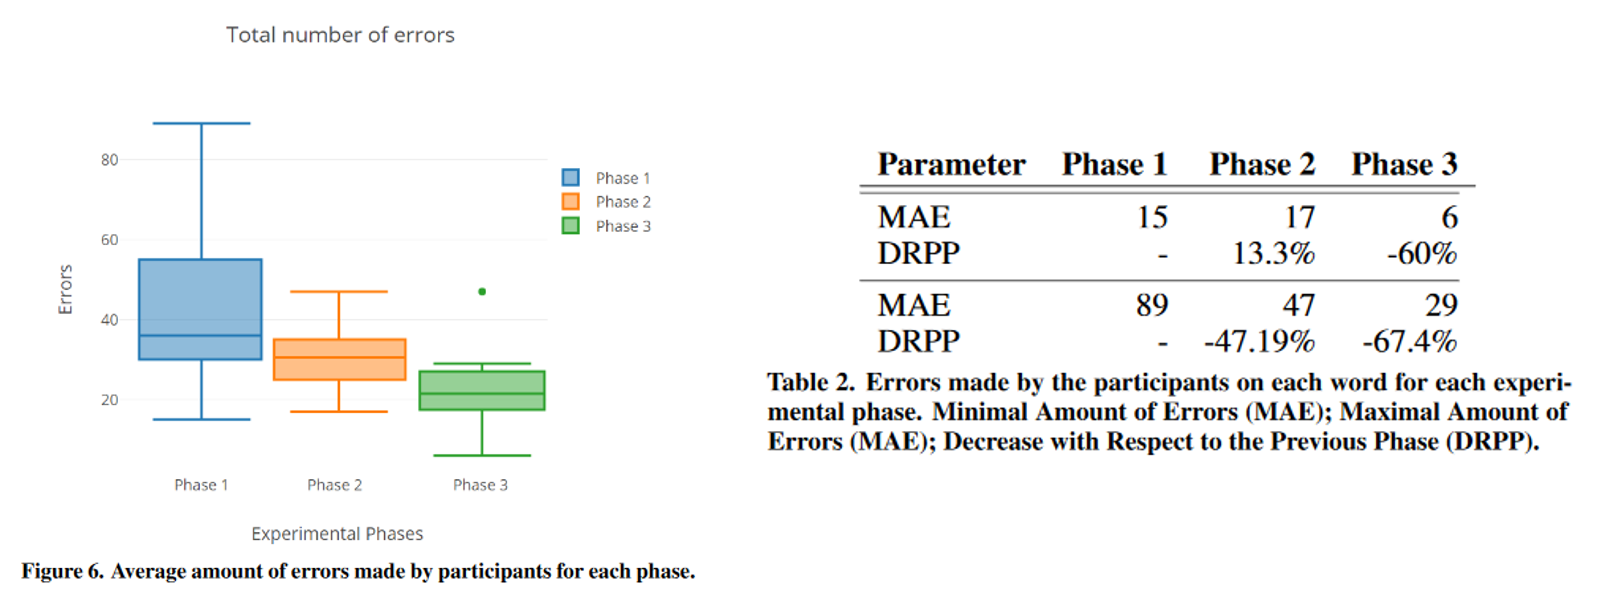 Total number of errors
80
60
40
20
Errors
Phase 1
Phase 2
Phase 3
Experimental Phases
Phase 1
Phase 2
Phase 3
Figure 6. Average amount of errors made by participants for each phase.
Parameter Phase 1 Phase 2 Phase 3
MAE 15 17 6
DRPP - 13.3% -60%
MAE 89 47 29
DRPP - -47.19% -67.4%
Table 2. Errors made by the participants on each word for each experi-
mental phase. Minimal Amount of Errors (MAE); Maximal Amount of
Errors (MAE); Decrease with Respect to the Previous Phase (DRPP).